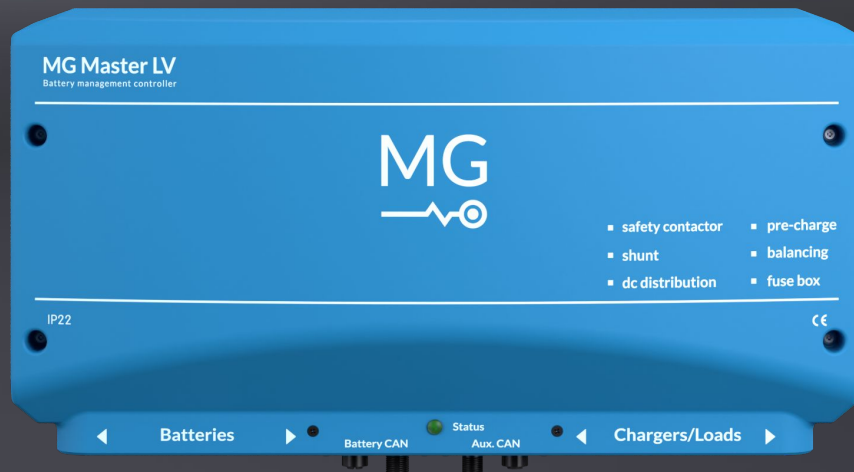 MG Master LV
Battery management controller
MG
safety contactor
pre-charge
shunt
balancing
dc distribution
fuse box
IP22
CE
Batteries
Battery CAN
Status
Aux. CAN
Chargers/Loads